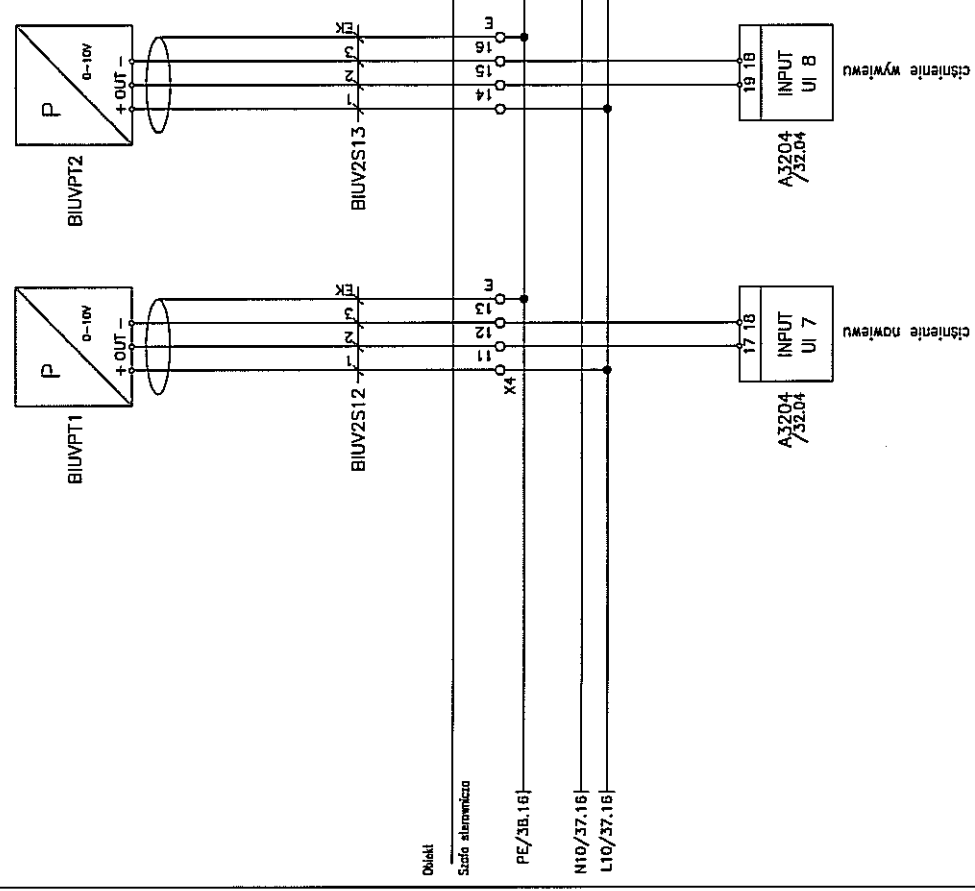 P
0-10V
+ OUT -
BIUVPT2
EK
3
2
1
BIUV2S13
E
16
15
14
19 18
INPUT
UI 8
A3204
/32.04
ciśnienie wywiewu
P
0-10V
+ OUT -
BIUVPT1
EK
3
2
1
BIUV2S12
E
13
12
11
X4
17 18
INPUT
UI 7
A3204
/32.04
ciśnienie nawiewu
Obiekt
Szafa sterownicza
PE/38.16
N10/37.16
L10/37.16